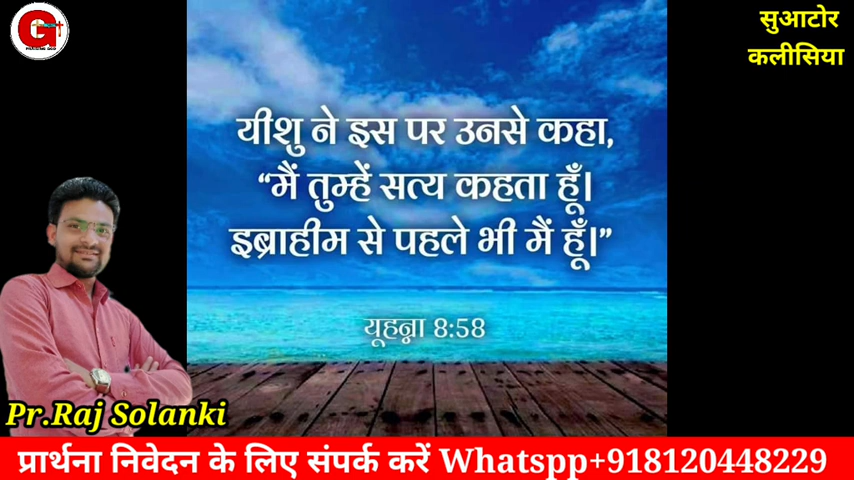 G
सुआटोर
कलीसिया
यीशु ने इस पर उनसे कहा,
“मैं तुम्हें सत्य कहता हूँ।
इब्राहीम से पहले भी मैं हूँ।”
यूहन्ना 8:58
Pr.Raj Solanki
प्रार्थना निवेदन के लिए संपर्क करें Whatspp+918120448229